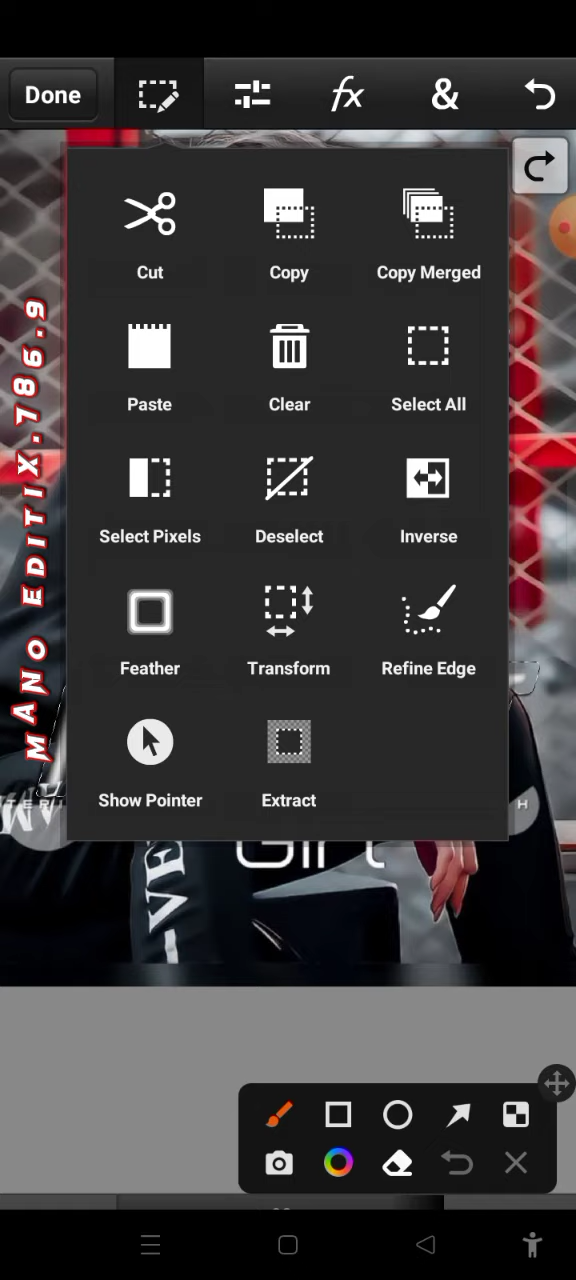 Done
fx
&
Cut
Copy
Copy Merged
Paste
Clear
Select All
Select Pixels
Deselect
Inverse
Feather
Transform
Refine Edge
Show Pointer
Extract
MANO EDITIX.786.9
H